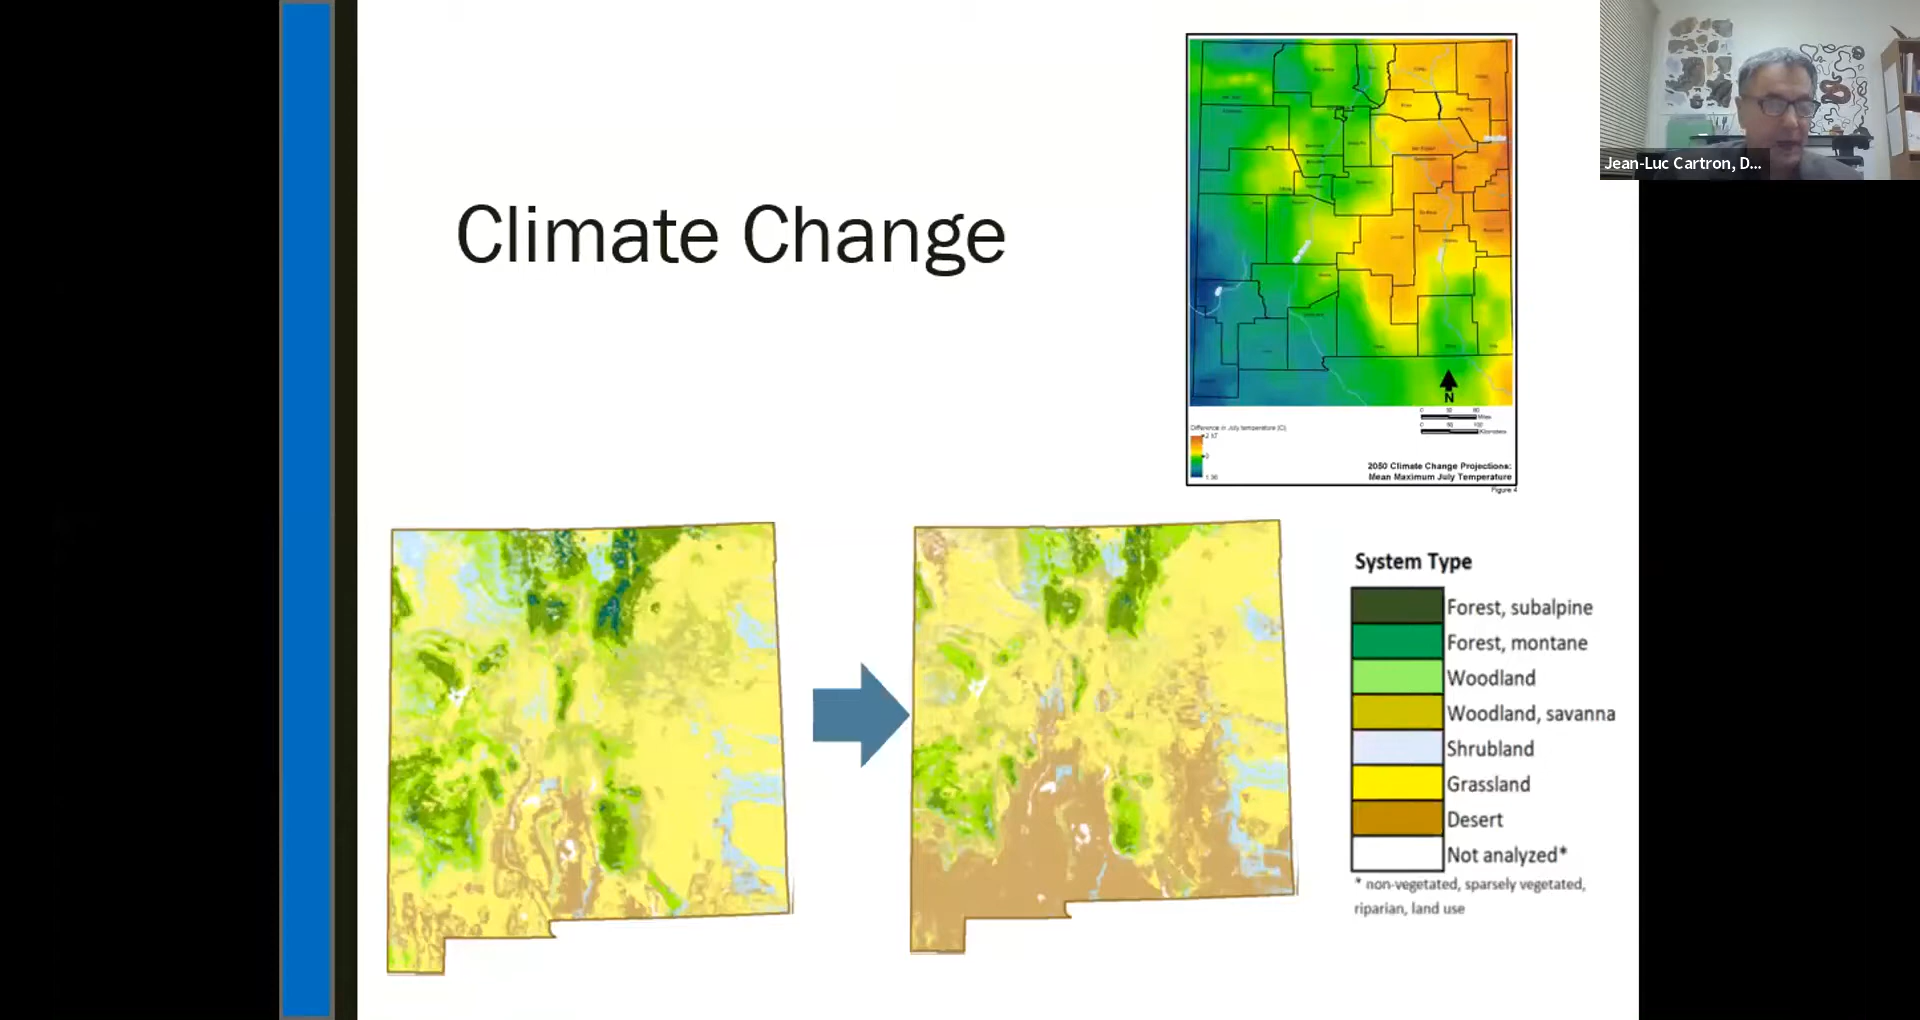 Climate Change
Jean-Luc Cartron, D...
N
Difference in July temperature (C)
2050 Climate Change Projections:
Mean Maximum July Temperature
Figure 4
System Type
Forest, subalpine
Forest, montane
Woodland
Woodland, savanna
Shrubland
Grassland
Desert
Not analyzed*
* non-vegetated, sparsely vegetated,
riparian, land use